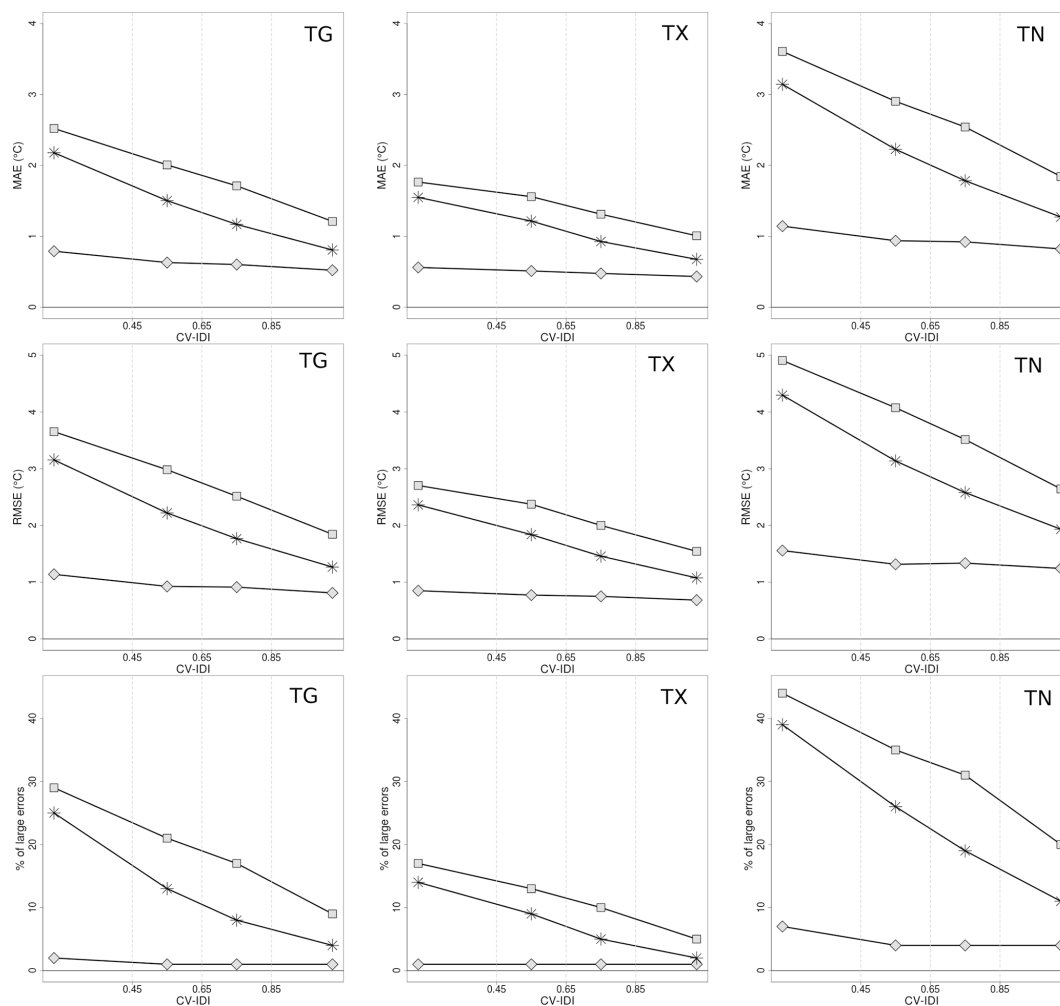 TG
TX
TN
MAE (°C)
0 1 2 3 4
0.45 0.65 0.85
CV-IDI
MAE (°C)
0 1 2 3 4
0.45 0.65 0.85
CV-IDI
MAE (°C)
0 1 2 3 4
0.45 0.65 0.85
CV-IDI
TG
TX
TN
RMSE (°C)
0 1 2 3 4 5
0.45 0.65 0.85
CV-IDI
RMSE (°C)
0 1 2 3 4 5
0.45 0.65 0.85
CV-IDI
RMSE (°C)
0 1 2 3 4 5
0.45 0.65 0.85
CV-IDI
TG
TX
TN
% of large errors
0 10 20 30 40
0.45 0.65 0.85
CV-IDI
% of large errors
0 10 20 30 40
0.45 0.65 0.85
CV-IDI
% of large errors
0 10 20 30 40
0.45 0.65 0.85
CV-IDI